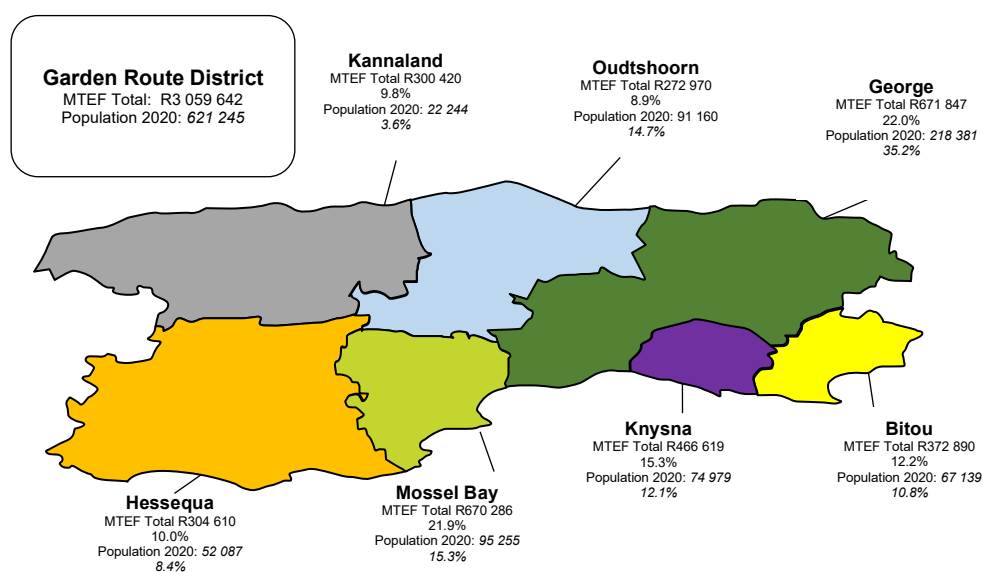 Garden Route District
MTEF Total: R3 059 642
Population 2020: 621 245
Kannaland
MTEF Total R300 420
9.8%
Population 2020: 22 244
3.6%
Oudtshoorn
MTEF Total R272 970
8.9%
Population 2020: 91 160
14.7%
George
MTEF Total R671 847
22.0%
Population 2020: 218 381
35.2%
Hessequa
MTEF Total R304 610
10.0%
Population 2020: 52 087
8.4%
Mossel Bay
MTEF Total R670 286
21.9%
Population 2020: 95 255
15.3%
Knysna
MTEF Total R466 619
15.3%
Population 2020: 74 979
12.1%
Bitou
MTEF Total R372 890
12.2%
Population 2020: 67 139
10.8%